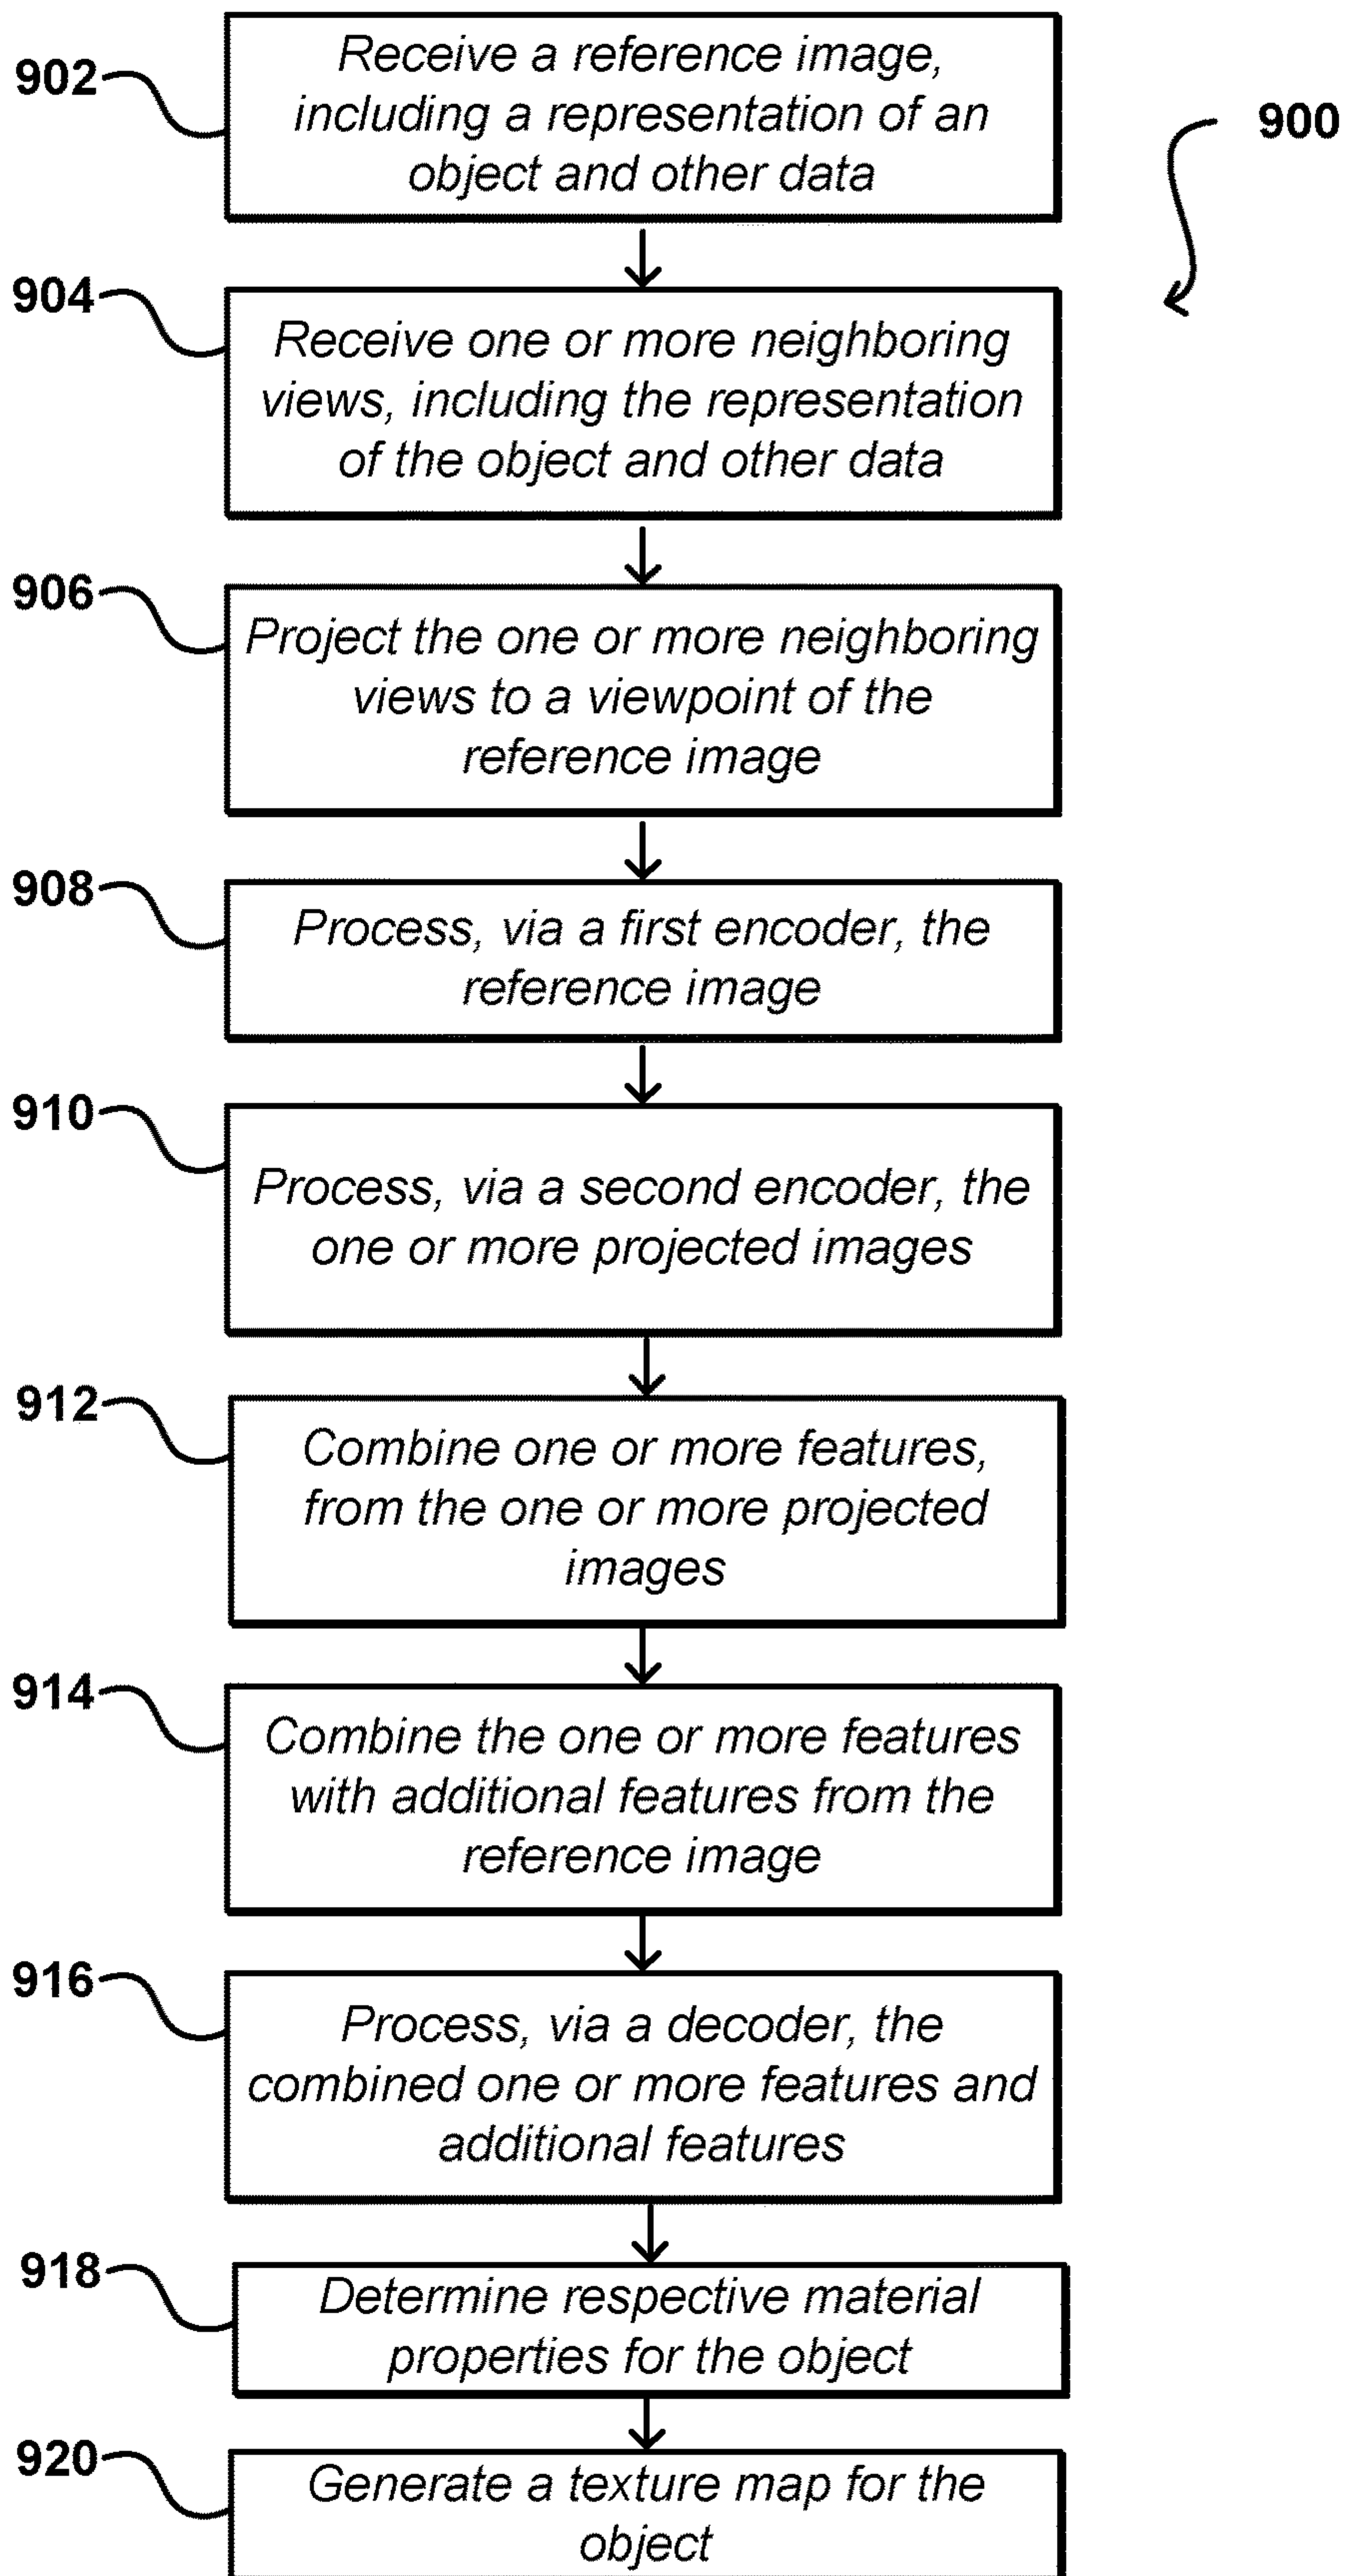 902
Receive a reference image,
including a representation of an
object and other data
900
904
Receive one or more neighboring
views, including the representation
of the object and other data
906
Project the one or more neighboring
views to a viewpoint of the
reference image
908
Process, via a first encoder, the
reference image
910
Process, via a second encoder, the
one or more projected images
912
Combine one or more features,
from the one or more projected
images
914
Combine the one or more features
with additional features from the
reference image
916
Process, via a decoder, the
combined one or more features and
additional features
918
Determine respective material
properties for the object
920
Generate a texture map for the
object